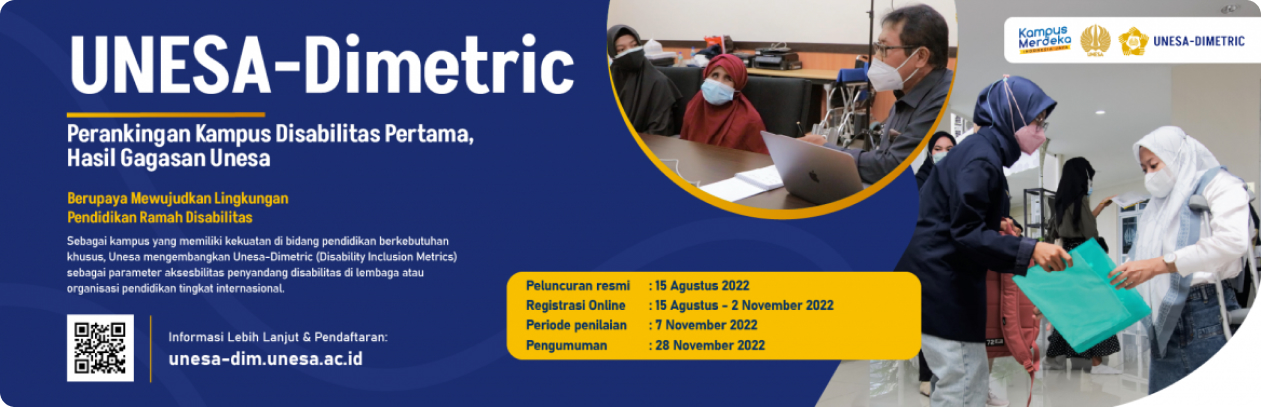 UNESA-Dimetric
Perankingan Kampus Disabilitas Pertama,
Hasil Gagasan Unesa
Berupaya Mewujudkan Lingkungan
Pendidikan Ramah Disabilitas
Sebagai kampus yang memiliki kekuatan di bidang pendidikan berkebutuhan
khusus, Unesa mengembangkan Unesa-Dimetric (Disability Inclusion Metrics)
sebagai parameter aksesbilitas penyandang disabilitas di lembaga atau
organisasi pendidikan tingkat internasional.
Informasi Lebih Lanjut & Pendaftaran:
unesa-dim.unesa.ac.id
Peluncuran resmi : 15 Agustus 2022
Registrasi Online : 15 Agustus - 2 November 2022
Periode penilaian : 7 November 2022
Pengumuman : 28 November 2022
Kampus
Merdeka
INDONESIA JAYA
UNESA
UNESA-DIMETRIC